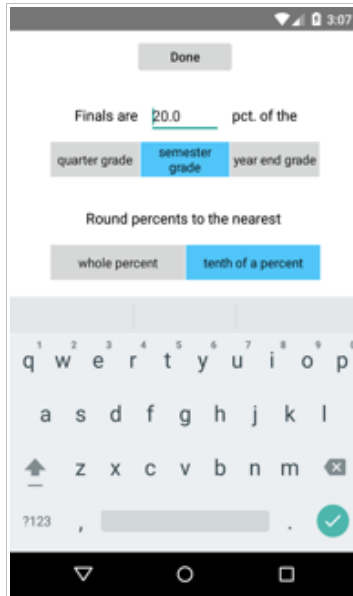 3:07
Done
Finals are 20.0 pct. of the
quarter grade semester grade year end grade
Round percents to the nearest
whole percent tenth of a percent
1 2 3 4 5 6 7 8 9 0
q w e r t y u i o p
a s d f g h j k l
z x c v b n m
?123 , .